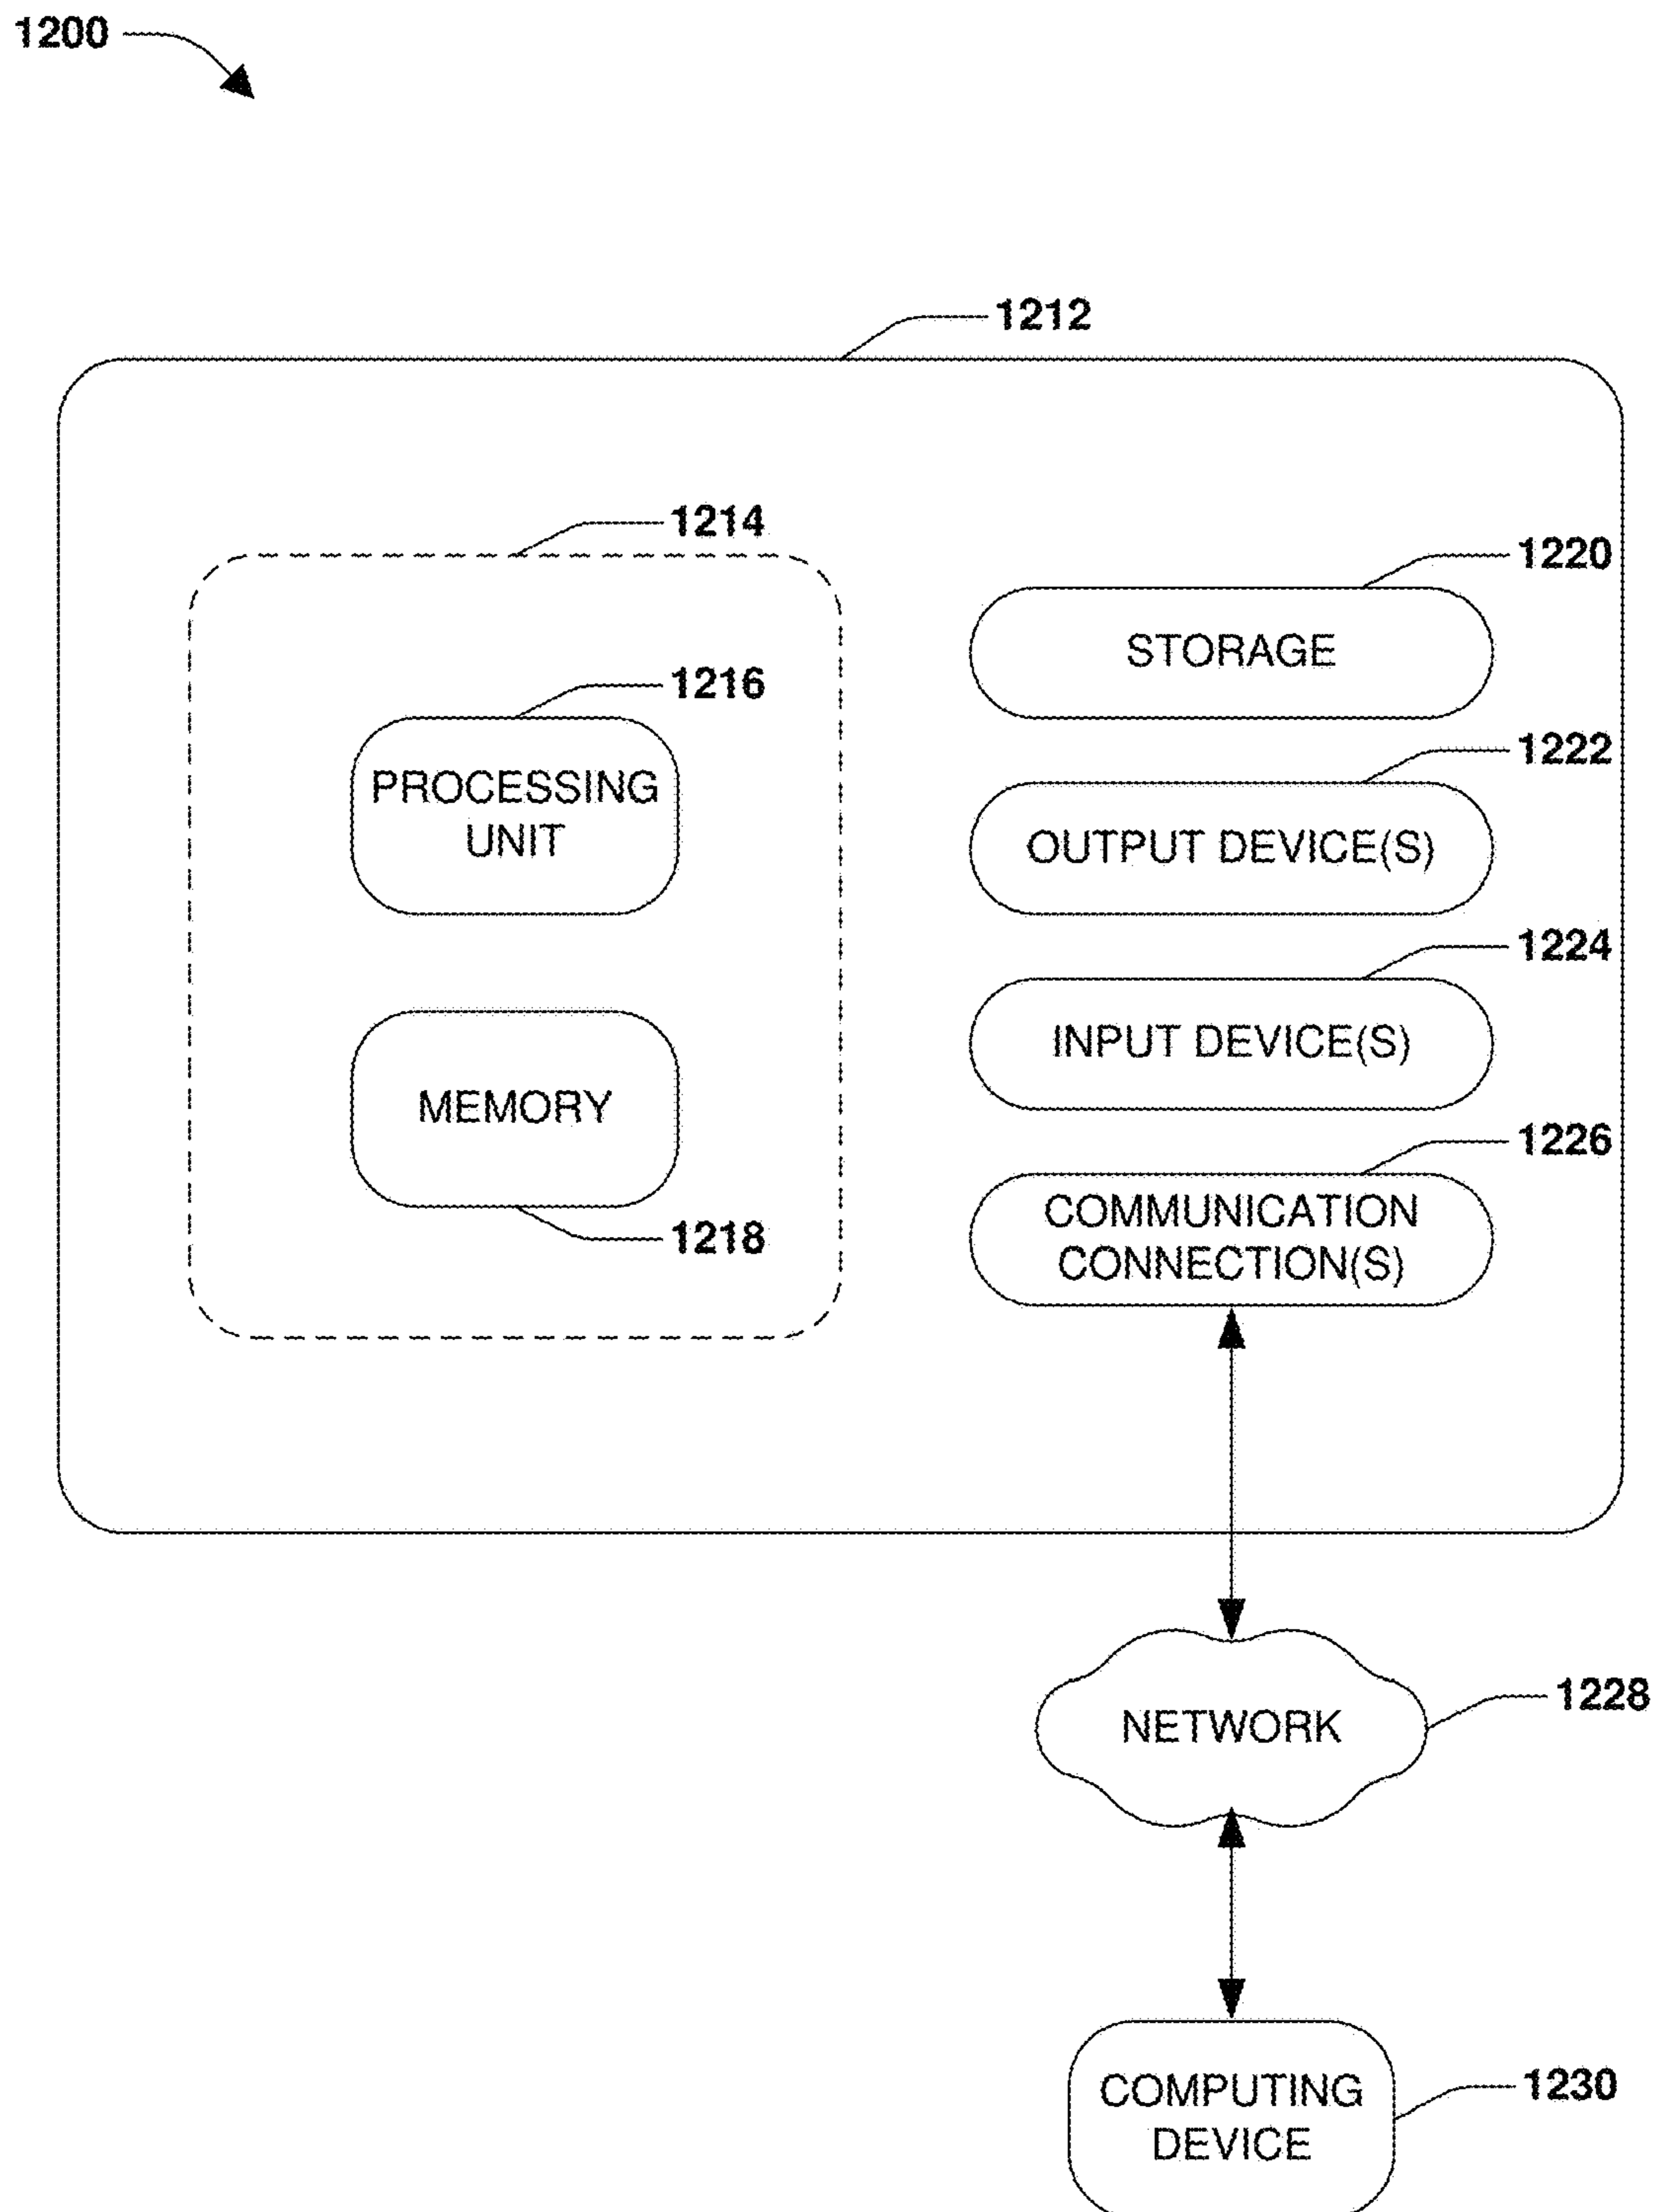 1200
1212
1214
1220
1216
STORAGE
1222
PROCESSING
UNIT
OUTPUT DEVICE(S)
1224
INPUT DEVICE(S)
MEMORY
1226
COMMUNICATION
CONNECTION(S)
1218
1228
NETWORK
1230
COMPUTING
DEVICE